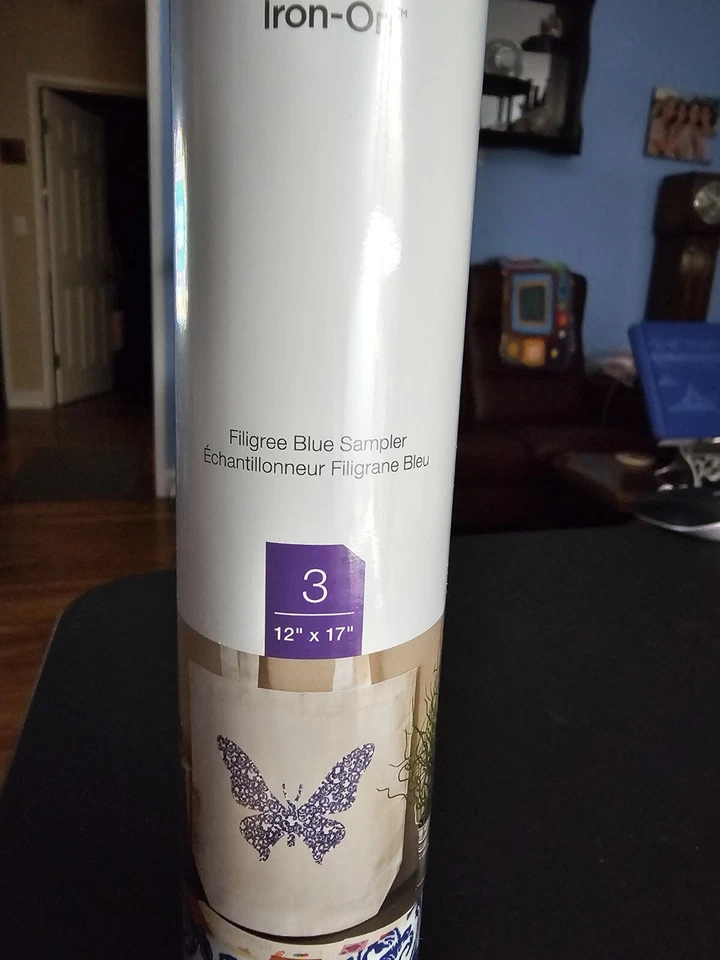 Iron-On™
Filigree Blue Sampler
Échantillonneur Filigrane Bleu
3
12" x 17"